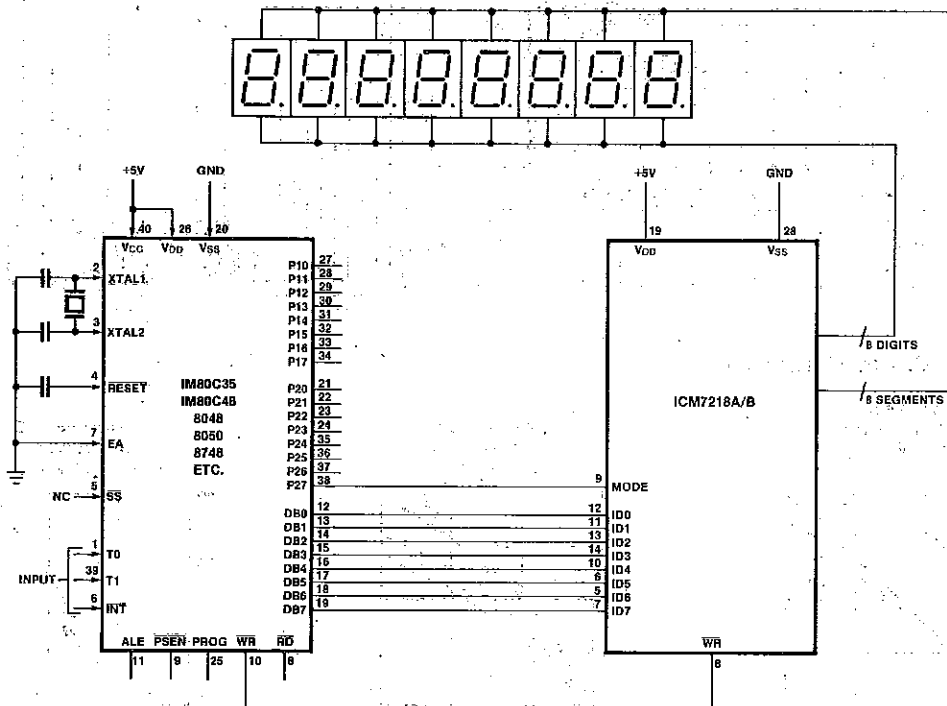 +5V GND
40 26 20
VCC VDD VSS
2 XTAL1
3 XTAL2
4 RESET
7 EA
NC 5 SS
INPUT
1 T0
39 T1
6 INT
ALE PSEN PROG WR RD
11 9 25 10 8
IM80C35
IM80C48
8048
8050
8748
ETC.
P10 27
P11 28
P12 29
P13 30
P14 31
P15 32
P16 33
P17 34
P20 21
P21 22
P22 23
P23 24
P24 35
P25 36
P26 37
P27 38
DB0 12
DB1 13
DB2 14
DB3 15
DB4 16
DB5 17
DB6 18
DB7 19
+5V GND
19 28
VDD VSS
8 DIGITS
8 SEGMENTS
ICM7218A/B
9 MODE
12 ID0
11 ID1
13 ID2
14 ID3
10 ID4
6 ID5
5 ID6
7 ID7
WR
8